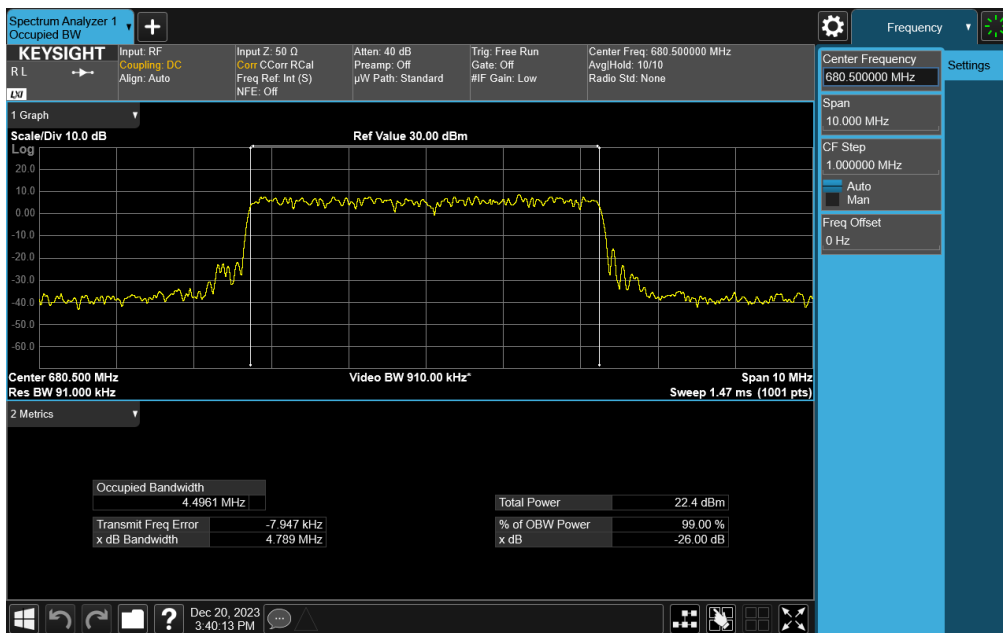 Spectrum Analyzer 1
Occupied BW
Frequency
KEYSIGHT
R L
LXI
Input: RF
Coupling: DC
Align: Auto
Input Z: 50 Ω
Corr CCorr RCal
Freq Ref: Int (S)
NFE: Off
Atten: 40 dB
Preamp: Off
µW Path: Standard
Trig: Free Run
Gate: Off
#IF Gain: Low
Center Freq: 680.500000 MHz
Avg|Hold: 10/10
Radio Std: None
Center Frequency
680.500000 MHz
Settings
Span
10.000 MHz
CF Step
1.000000 MHz
Auto
Man
Freq Offset
0 Hz
1 Graph
Scale/Div 10.0 dB
Ref Value 30.00 dBm
Log
20.0
10.0
0.00
-10.0
-20.0
-30.0
-40.0
-50.0
-60.0
Center 680.500 MHz
Video BW 910.00 kHz*
Span 10 MHz
Res BW 91.000 kHz
Sweep 1.47 ms (1001 pts)
2 Metrics
Occupied Bandwidth
4.4961 MHz
Total Power 22.4 dBm
Transmit Freq Error -7.947 kHz
% of OBW Power 99.00 %
x dB Bandwidth 4.789 MHz
x dB -26.00 dB
?
Dec 20, 2023
3:40:13 PM